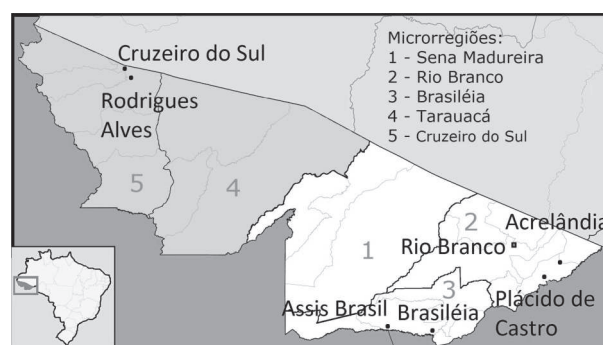 Cruzeiro do Sul
Rodrigues
Alves
Microrregiões:
1 - Sena Madureira
2 - Rio Branco
3 - Brasiléia
4 - Tarauacá
5 - Cruzeiro do Sul
5
4
1
2
3
Acrelândia
Rio Branco
Assis Brasil
Brasiléia
Plácido de
Castro